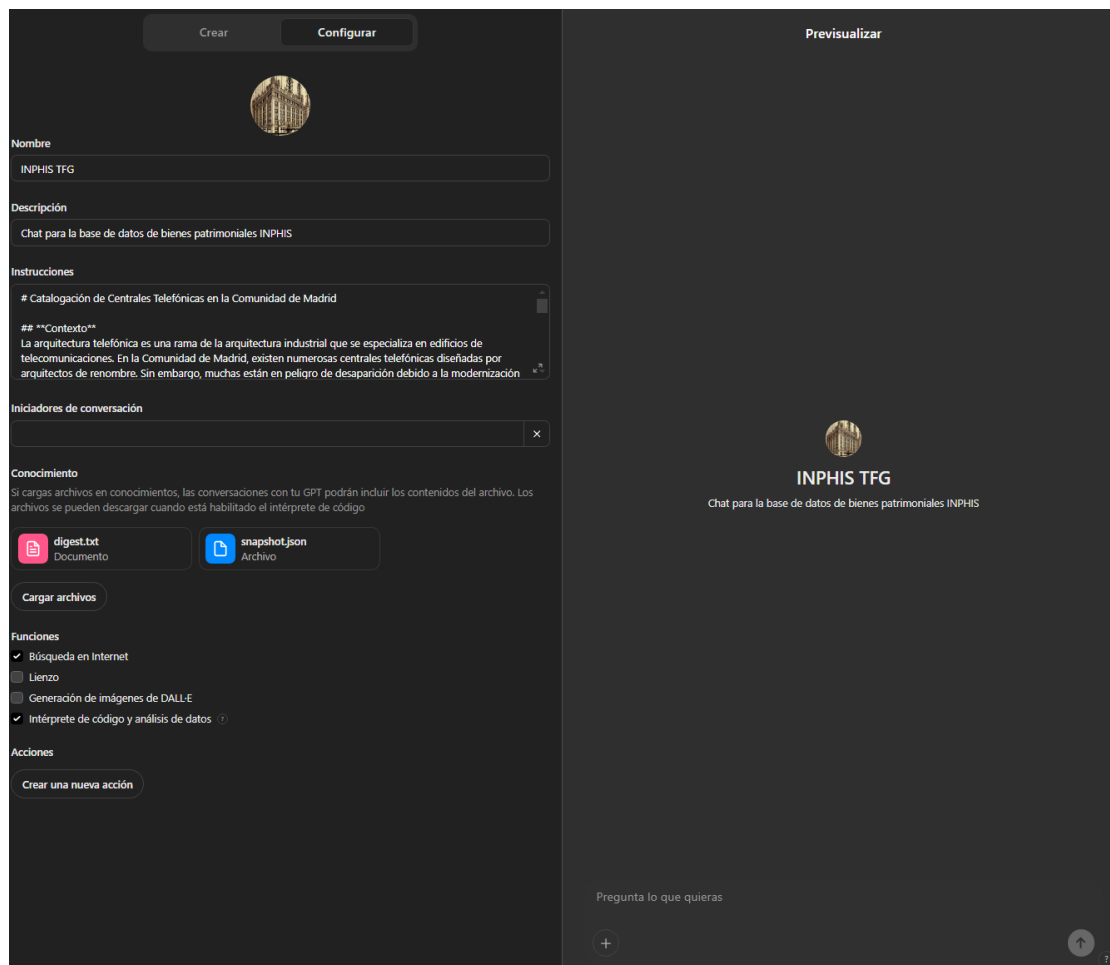 Crear
Configurar
Nombre
INPHIS TFG
Descripción
Chat para la base de datos de bienes patrimoniales INPHIS
Instrucciones
# Catalogación de Centrales Telefónicas en la Comunidad de Madrid
## **Contexto**
La arquitectura telefónica es una rama de la arquitectura industrial que se especializa en edificios de
telecomunicaciones. En la Comunidad de Madrid, existen numerosas centrales telefónicas diseñadas por
arquitectos de renombre. Sin embargo, muchas están en peligro de desaparición debido a la modernización
Iniciadores de conversación
Conocimiento
Si cargas archivos en conocimientos, las conversaciones con tu GPT podrán incluir los contenidos del archivo. Los
archivos se pueden descargar cuando está habilitado el intérprete de código
digest.txt
Documento
snapshot.json
Archivo
Cargar archivos
Funciones
Búsqueda en Internet
Lienzo
Generación de imágenes de DALL·E
Intérprete de código y análisis de datos ?
Acciones
Crear una nueva acción
Previsualizar
INPHIS TFG
Chat para la base de datos de bienes patrimoniales INPHIS
Pregunta lo que quieras
?